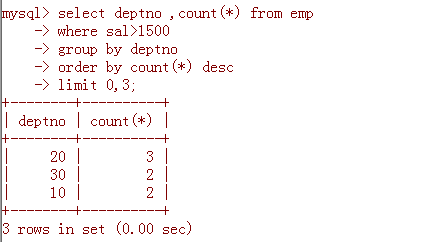 mysql> select deptno ,count(*) from emp
    -> where sal>1500
    -> group by deptno
    -> order by count(*) desc
    -> limit 0,3;
+--------+----------+
| deptno | count(*) |
+--------+----------+
|     20 |        3 |
|     30 |        2 |
|     10 |        2 |
+--------+----------+
3 rows in set (0.00 sec)